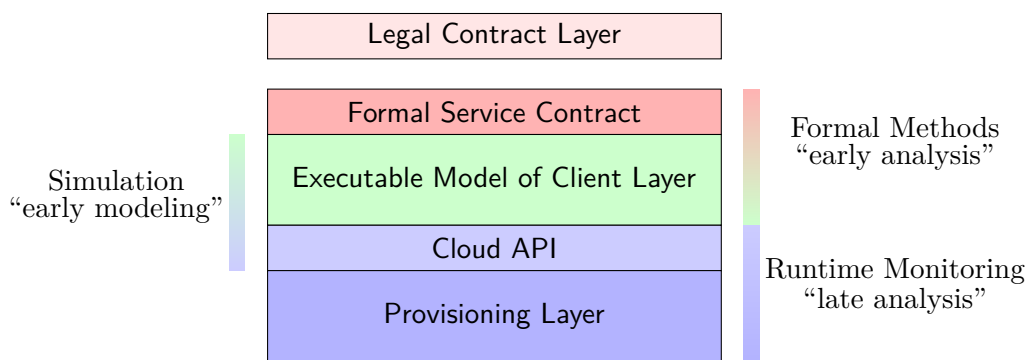 Legal Contract Layer
Formal Service Contract
Executable Model of Client Layer
Cloud API
Provisioning Layer
Simulation
“early modeling”
Formal Methods
“early analysis”
Runtime Monitoring
“late analysis”